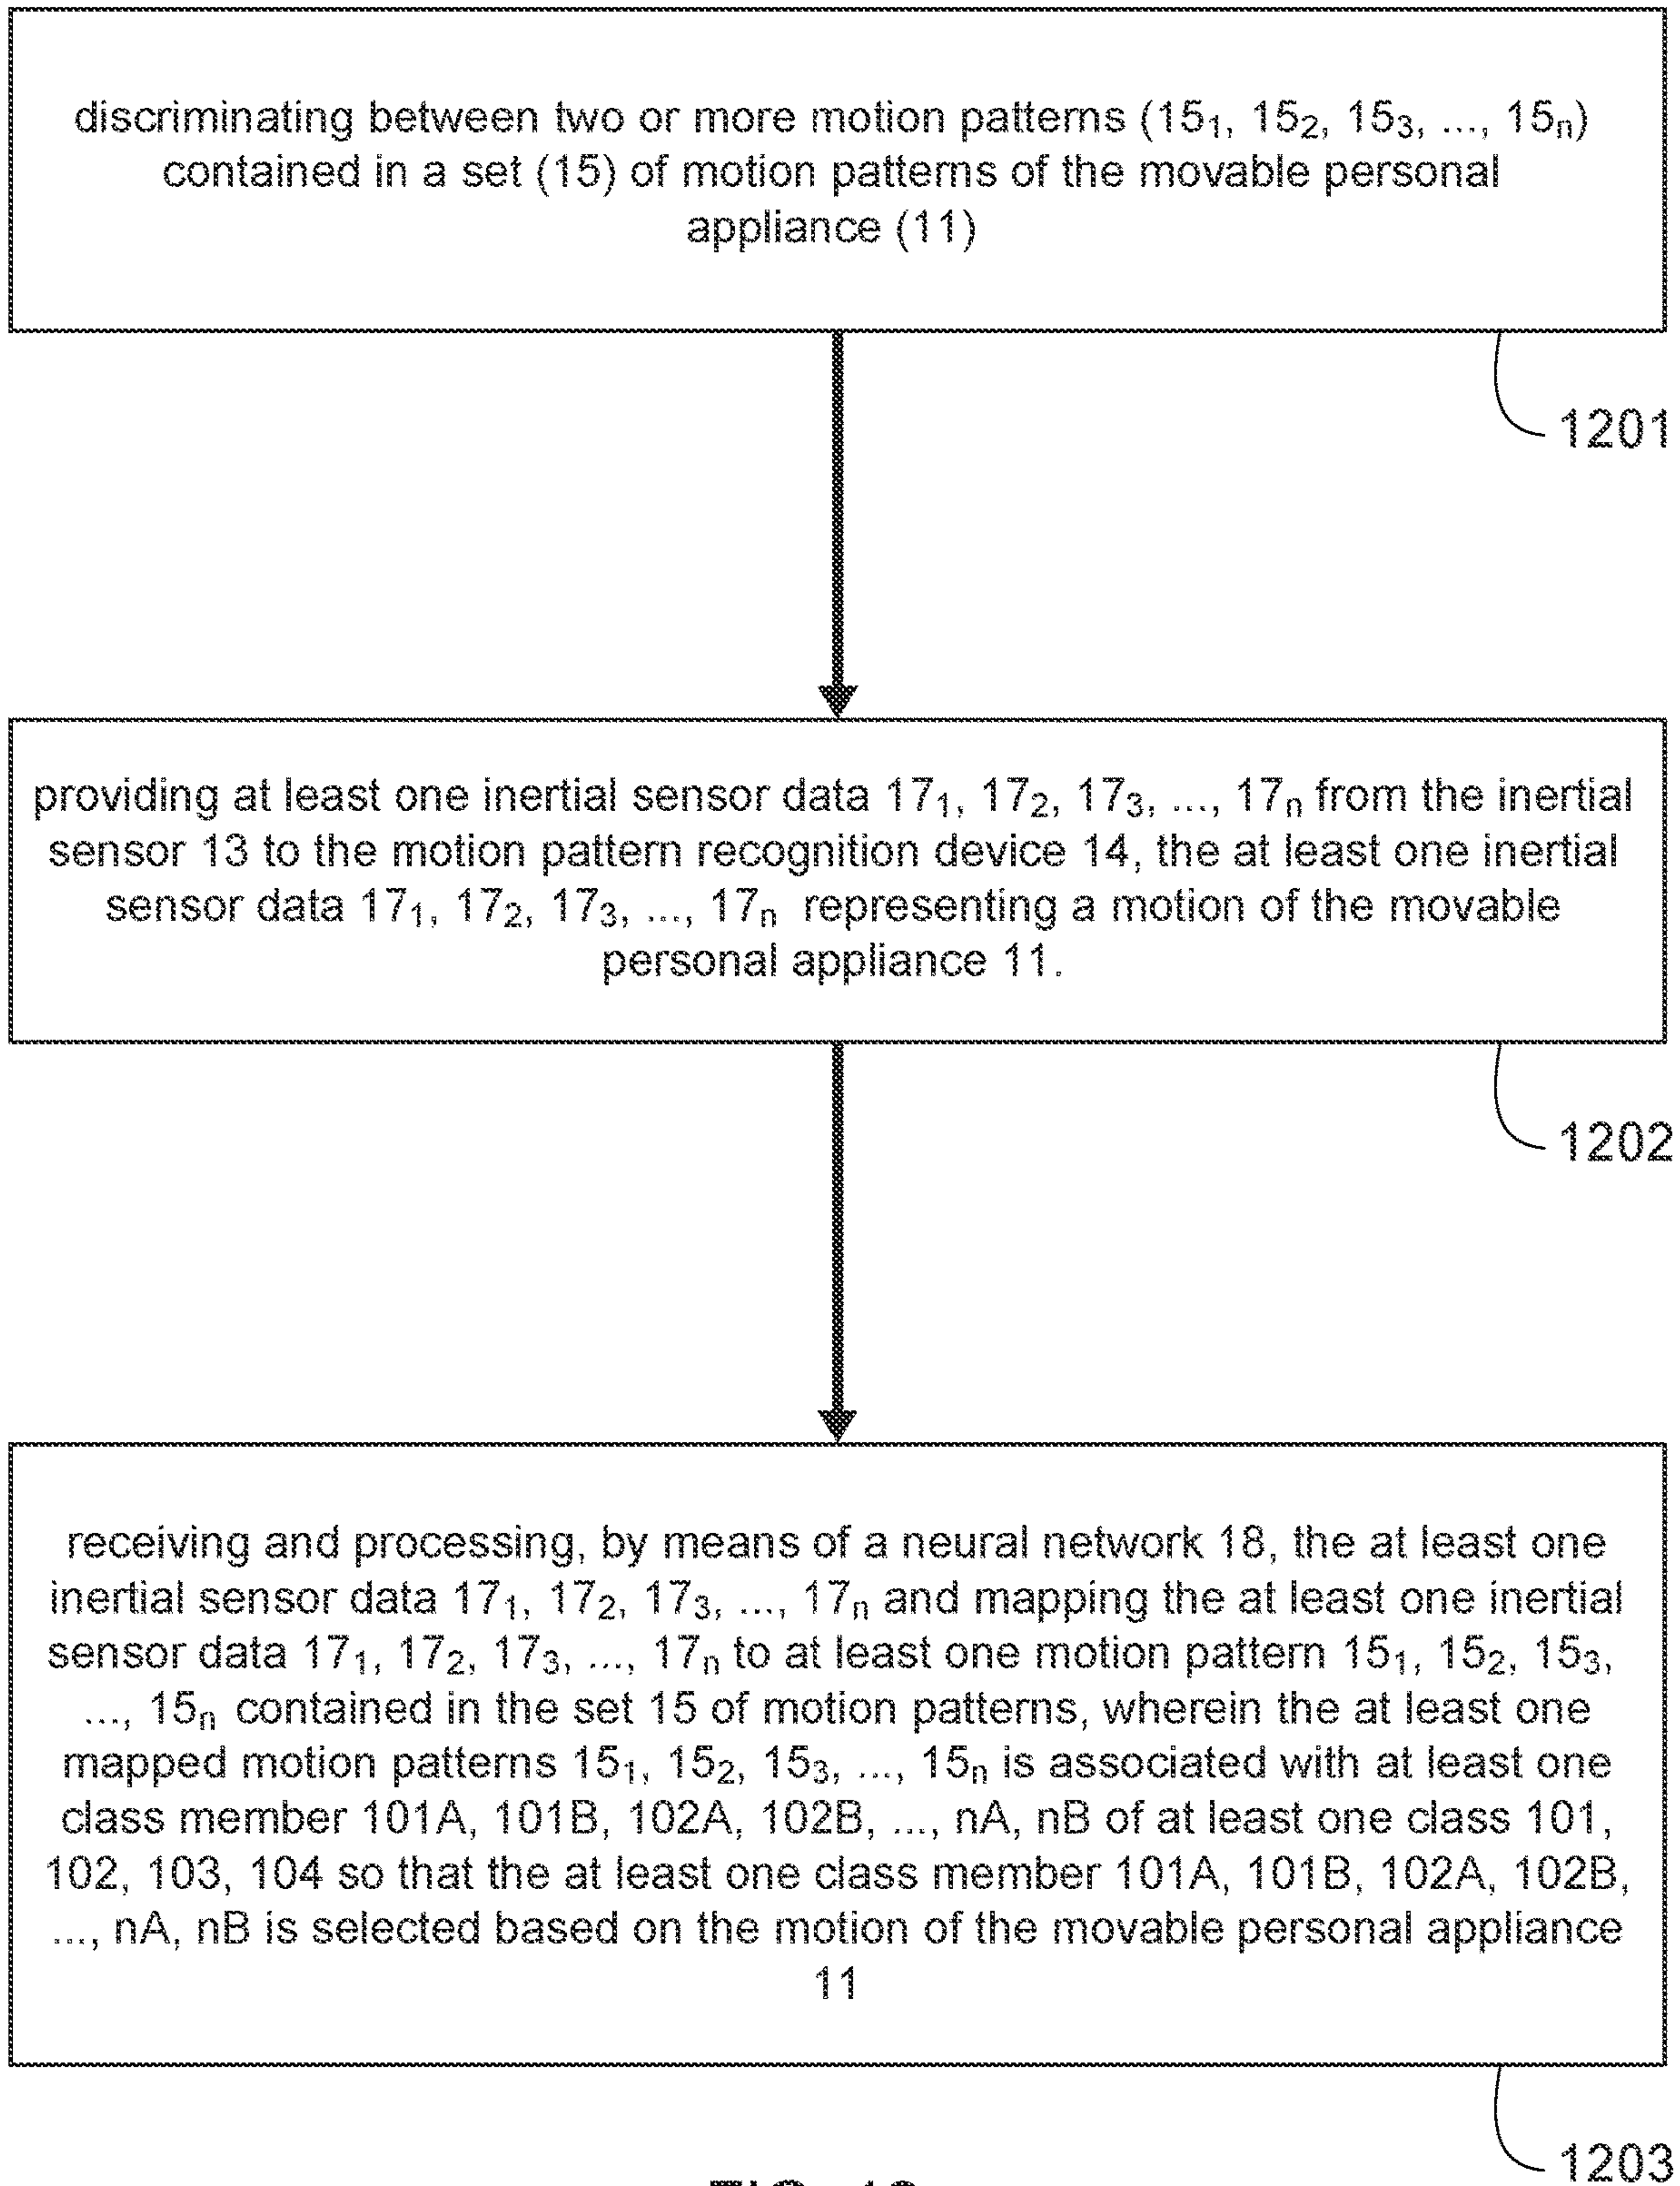 discriminating between two or more motion patterns (15₁, 15₂, 15₃, ..., 15ₙ)
contained in a set (15) of motion patterns of the movable personal
appliance (11)
1201
providing at least one inertial sensor data 17₁, 17₂, 17₃, ..., 17ₙ from the inertial
sensor 13 to the motion pattern recognition device 14, the at least one inertial
sensor data 17₁, 17₂, 17₃, ..., 17ₙ representing a motion of the movable
personal appliance 11.
1202
receiving and processing, by means of a neural network 18, the at least one
inertial sensor data 17₁, 17₂, 17₃, ..., 17ₙ and mapping the at least one inertial
sensor data 17₁, 17₂, 17₃, ..., 17ₙ to at least one motion pattern 15₁, 15₂, 15₃,
..., 15ₙ contained in the set 15 of motion patterns, wherein the at least one
mapped motion patterns 15₁, 15₂, 15₃, ..., 15ₙ is associated with at least one
class member 101A, 101B, 102A, 102B, ..., nA, nB of at least one class 101,
102, 103, 104 so that the at least one class member 101A, 101B, 102A, 102B,
..., nA, nB is selected based on the motion of the movable personal appliance
11
1203